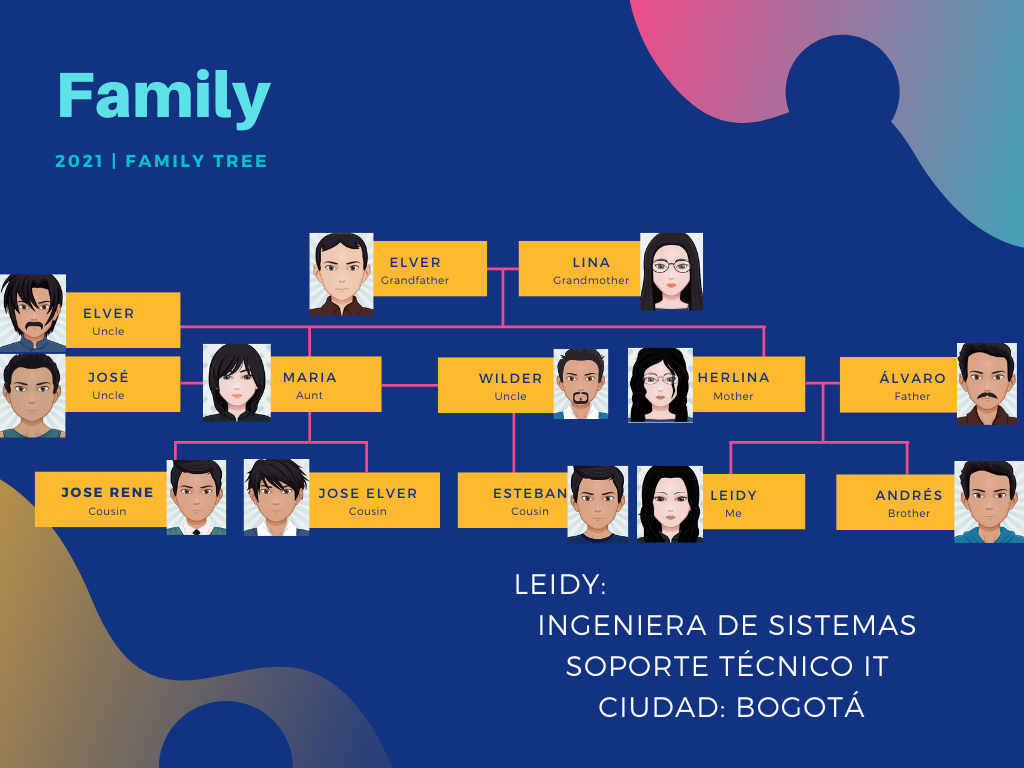 Family
2021 | FAMILY TREE
ELVER
Grandfather
LINA
Grandmother
ELVER
Uncle
JOSÉ
Uncle
MARIA
Aunt
WILDER
Uncle
HERLINA
Mother
ÁLVARO
Father
JOSE RENE
Cousin
JOSE ELVER
Cousin
ESTEBAN
Cousin
LEIDY
Me
ANDRÉS
Brother
LEIDY:
INGENIERA DE SISTEMAS
SOPORTE TÉCNICO IT
CIUDAD: BOGOTÁ